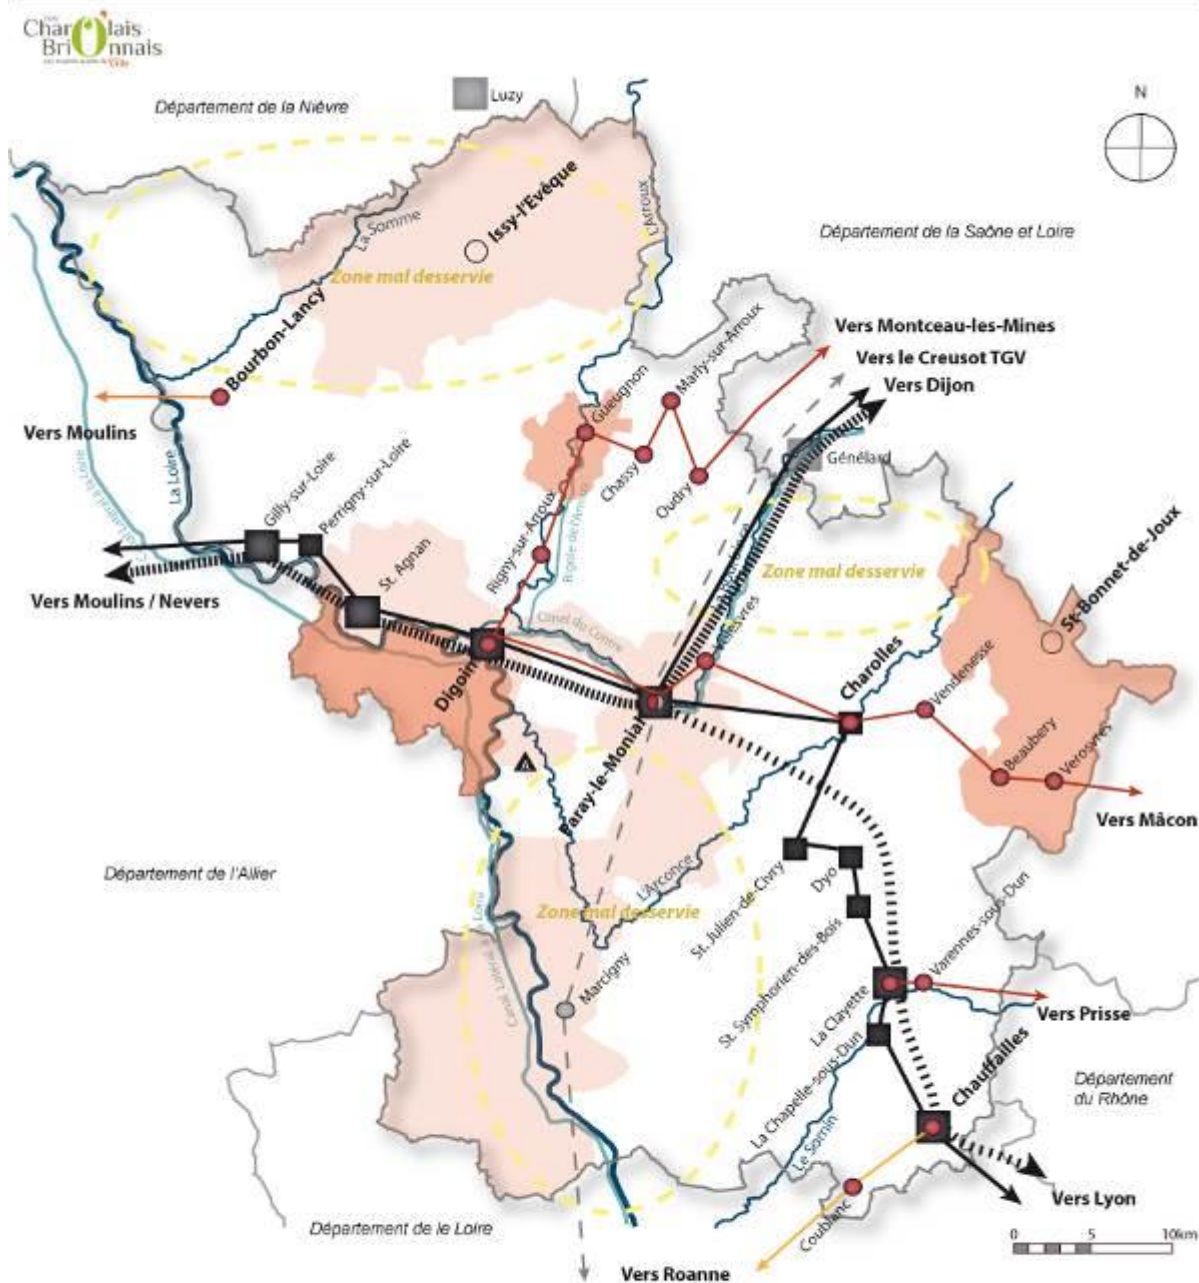 Charolais
Brionnais
Département de la Nièvre
Luzy
N
Issy-l'Evêque
La Somme
L'Arroux
Département de la Saône et Loire
Zone mal desservie
Bourbon-Lancy
Vers Montceau-les-Mines
Marly-sur-Arroux
Vers le Creusot TGV
Vers Dijon
Gueugnon
Vers Moulins
La Loire
Gilly-sur-Loire
Perrigny-sur-Loire
Chassy
Oudry
Génélard
Rigny-sur-Arroux
Rigole de l'Arroux
St. Agnan
Zone mal desservie
St-Bonnet-de-Joux
Vers Moulins / Nevers
Canal du Centre
Charolles
Vendenesse
Digoin
Beaubery
Verosvres
Paray-le-Monial
Vers Mâcon
Département de l'Allier
L'Arconce
St. Julien-de-Civry
Dyo
Zone mal desservie
St. Symphorien-des-Bois
Varennes-sous-Dun
Marcigny
La Clayette
Vers Prisse
La Chapelle-sous-Dun
Chauffailles
Département
du Rhône
Le Sornin
Vers Lyon
Coublanc
Département de le Loire
0 5 10km
Vers Roanne